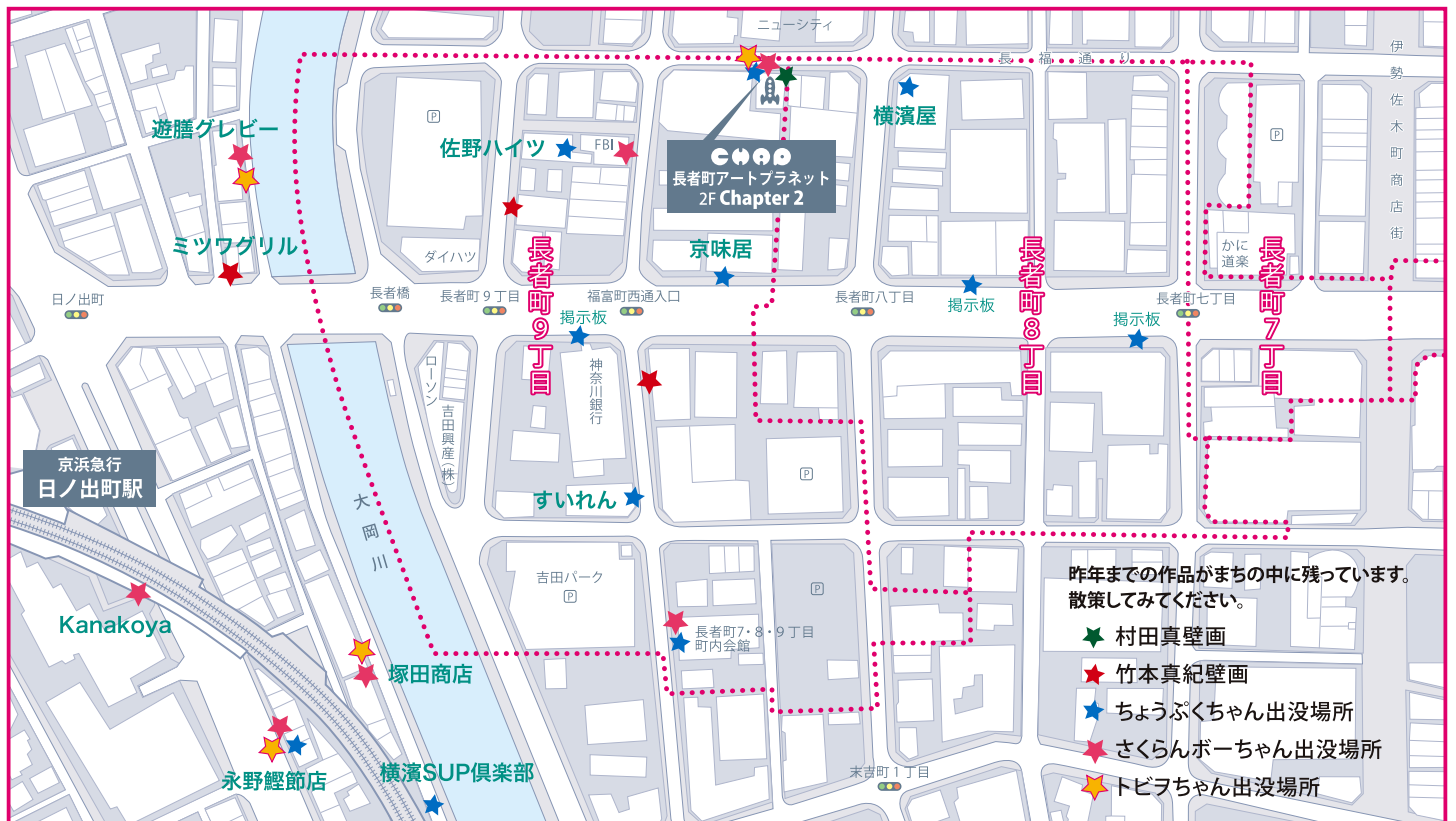 ニューシティ
長福通り
伊勢佐木町商店街
遊膳グレビー
P
佐野ハイツ
FBI
横濱屋
P
CHAP
長者町アートプラネット
2F Chapter 2
ミツワグリル
ダイハツ
長者町9丁目
京味居
長者町8丁目
かに
道楽
長者町7丁目
日ノ出町
長者橋
長者町9丁目
福富町西通入口
長者町八丁目
掲示板
長者町七丁目
掲示板
掲示板
ローソン
吉田興産(株)
神奈川銀行
京浜急行
日ノ出町駅
すいれん
P
大岡川
吉田パーク
P
P
Kanakoya
長者町7・8・9丁目
町内会館
塚田商店
永野鰹節店
横濱SUP倶楽部
末吉町1丁目
昨年までの作品がまちの中に残っています。
散策してみてください。
村田真壁画
竹本真紀壁画
ちょうぷくちゃん出没場所
さくらんボーちゃん出没場所
トビヲちゃん出没場所